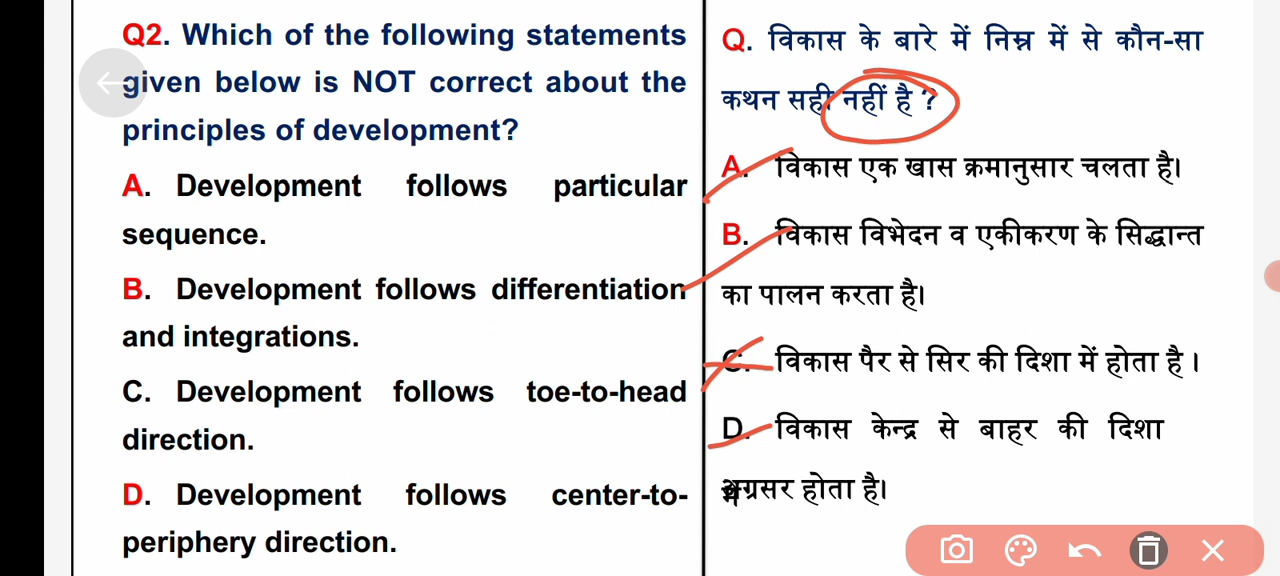 Q2. Which of the following statements
given below is NOT correct about the
principles of development?
A. Development follows particular
sequence.
B. Development follows differentiation
and integrations.
C. Development follows toe-to-head
direction.
D. Development follows center-to-
periphery direction.
Q. विकास के बारे में निम्न में से कौन-सा
कथन सही नहीं है ?
A. विकास एक खास क्रमानुसार चलता है।
B. विकास विभेदन व एकीकरण के सिद्धान्त
का पालन करता है।
C. विकास पैर से सिर की दिशा में होता है ।
D. विकास केन्द्र से बाहर की दिशा
अग्रसर होता है।